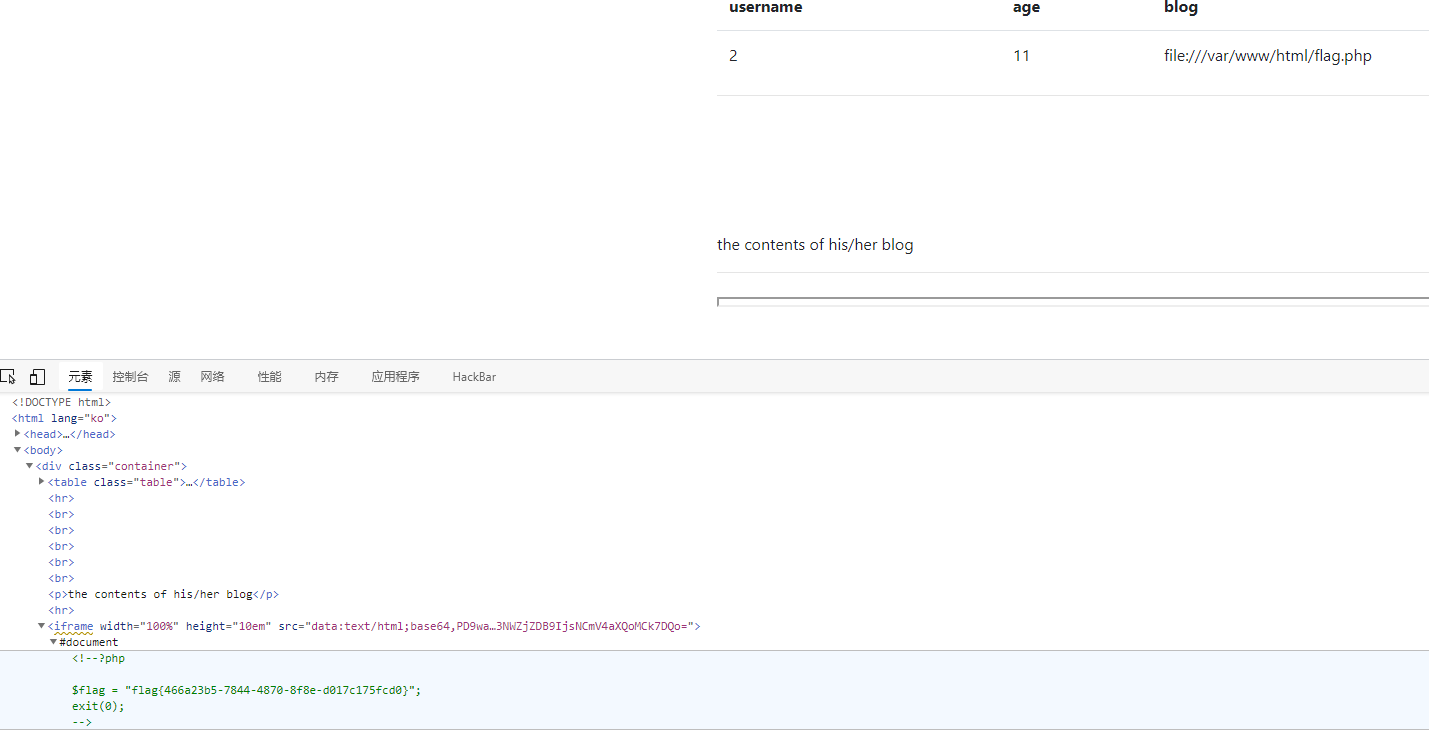 username age blog
2 11 file:///var/www/html/flag.php
the contents of his/her blog
元素 控制台 源 网络 性能 内存 应用程序 HackBar
<!DOCTYPE html>
<html lang="ko">
<head>…</head>
<body>
<div class="container">
<table class="table">…</table>
<hr>
<br>
<br>
<br>
<br>
<br>
<p>the contents of his/her blog</p>
<hr>
<iframe width="100%" height="10em" src="data:text/html;base64,PD9wa…3NWZjZDB9IjsNCmV4aXQoMCk7DQo=">
#document
<!--?php
$flag = "flag{466a23b5-7844-4870-8f8e-d017c175fcd0}";
exit(0);
-->